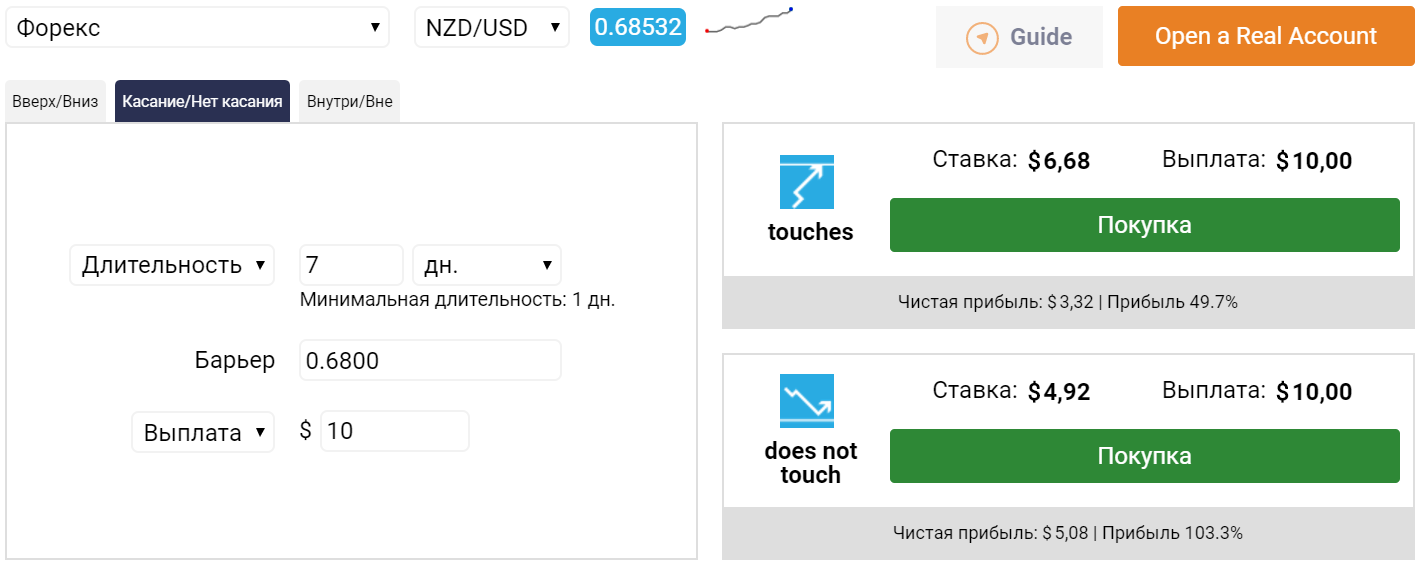 Форекс
NZD/USD
0.68532
Guide
Open a Real Account
Вверх/Вниз
Касание/Нет касания
Внутри/Вне
Длительность
7
дн.
Минимальная длительность: 1 дн.
Барьер
0.6800
Выплата
$ 10
Ставка: $6,68
Выплата: $10,00
touches
Покупка
Чистая прибыль: $3,32 | Прибыль 49.7%
Ставка: $4,92
Выплата: $10,00
does not
touch
Покупка
Чистая прибыль: $5,08 | Прибыль 103.3%